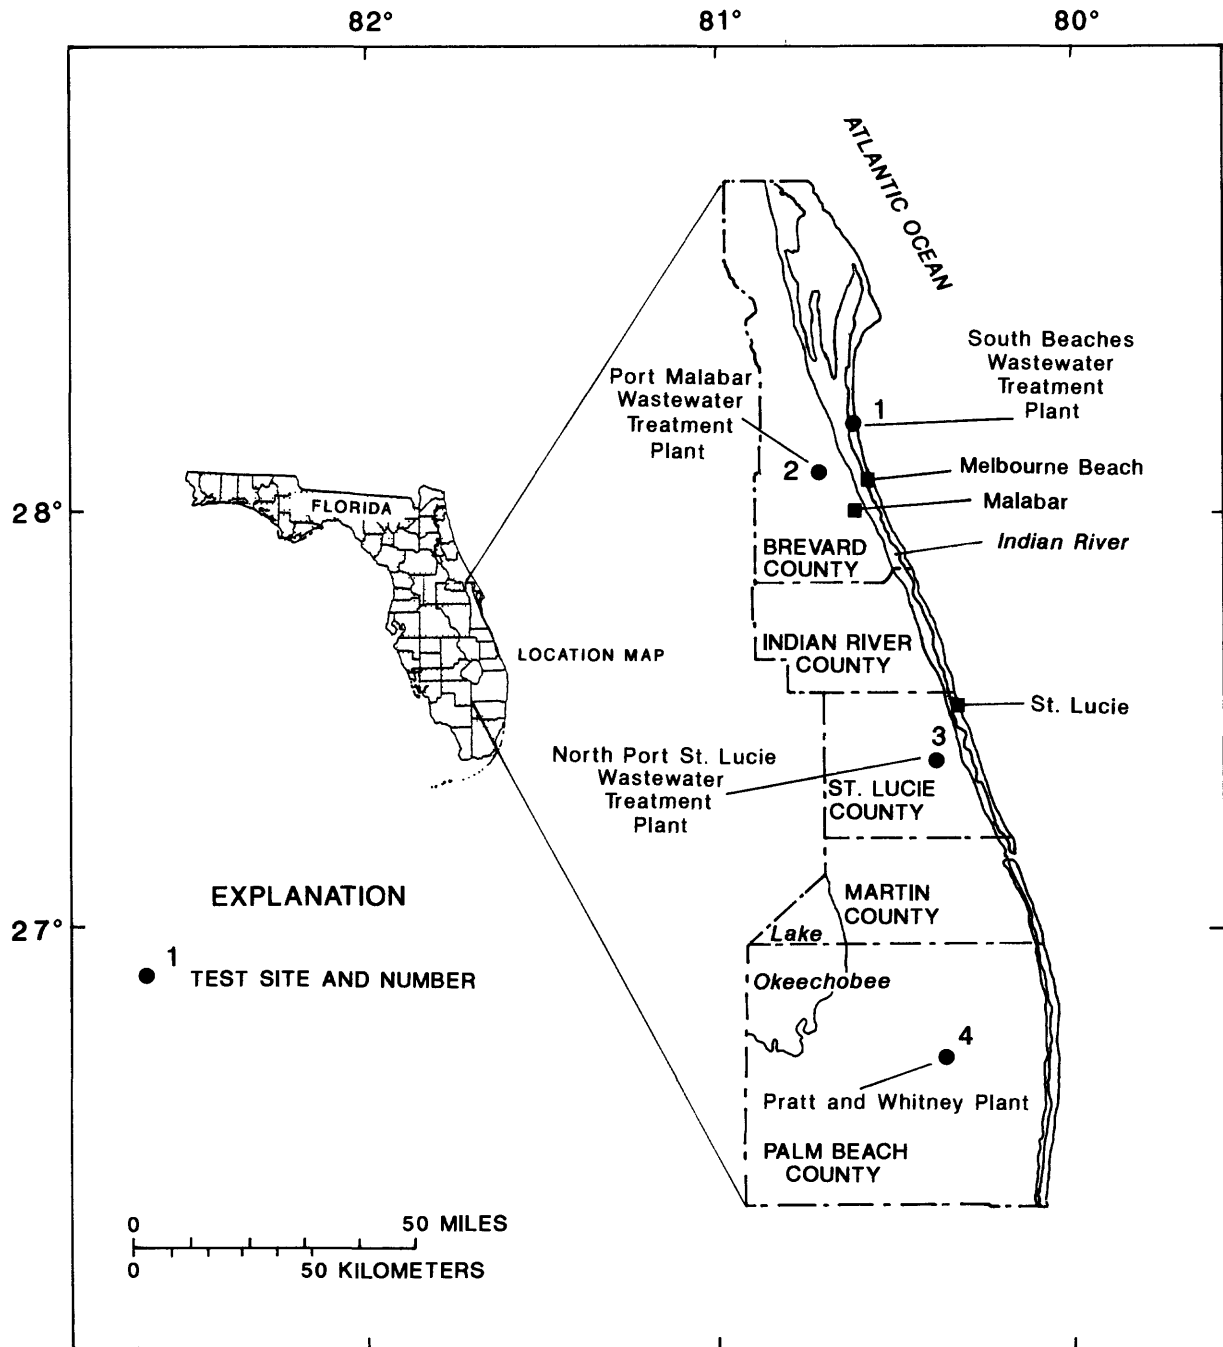 82°
81°
80°
ATLANTIC OCEAN
South Beaches
Wastewater
Treatment
Plant
1
Port Malabar
Wastewater
Treatment
Plant
2
Melbourne Beach
Malabar
28°
FLORIDA
Indian River
BREVARD
COUNTY
INDIAN RIVER
COUNTY
LOCATION MAP
St. Lucie
3
North Port St. Lucie
Wastewater
Treatment
Plant
ST. LUCIE
COUNTY
EXPLANATION
MARTIN
COUNTY
27°
Lake
Okeechobee
1
TEST SITE AND NUMBER
4
Pratt and Whitney Plant
PALM BEACH
COUNTY
0 50 MILES
0 50 KILOMETERS